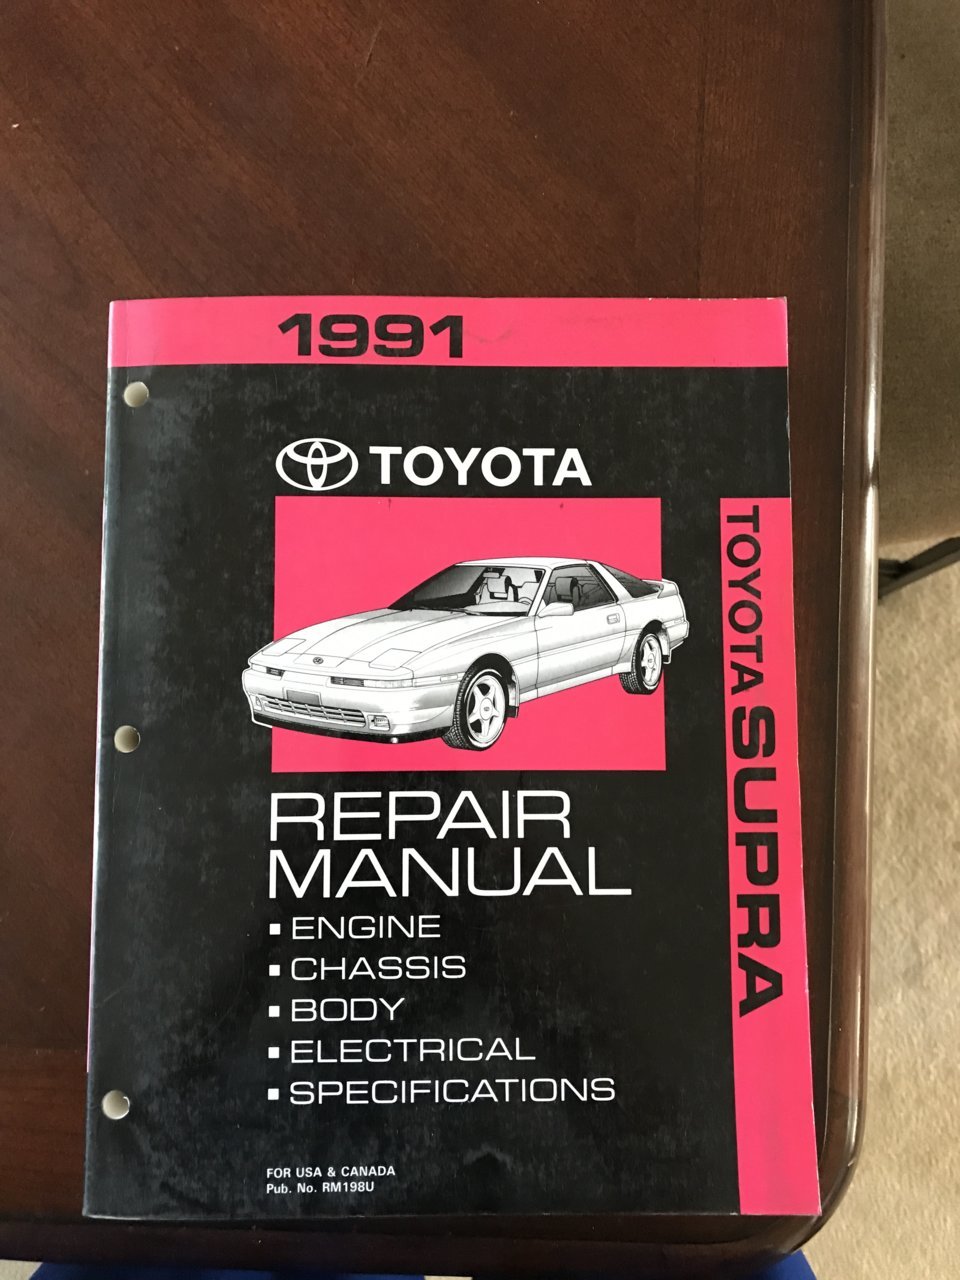 1991
TOYOTA
TOYOTA SUPRA
REPAIR
MANUAL
▪ ENGINE
▪ CHASSIS
▪ BODY
▪ ELECTRICAL
▪ SPECIFICATIONS
FOR USA & CANADA
Pub. No. RM198U